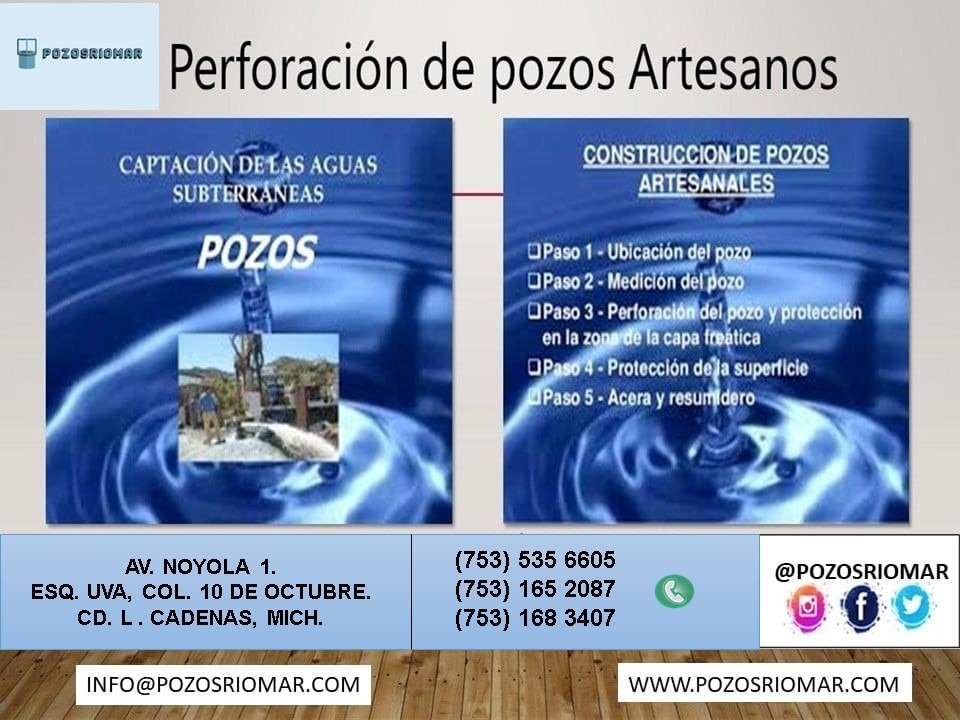 POZOSRIOMAR
Perforación de pozos Artesanos
CAPTACIÓN DE LAS AGUAS
SUBTERRÁNEAS
POZOS
CONSTRUCCION DE POZOS
ARTESANALES
❑Paso 1 - Ubicación del pozo
❑Paso 2 - Medición del pozo
❑Paso 3 - Perforación del pozo y protección
en la zona de la capa freática
❑Paso 4 - Protección de la superficie
❑Paso 5 - Acera y resumidero
AV. NOYOLA 1.
ESQ. UVA, COL. 10 DE OCTUBRE.
CD. L . CADENAS, MICH.
(753) 535 6605
(753) 165 2087
(753) 168 3407
@POZOSRIOMAR
INFO@POZOSRIOMAR.COM
WWW.POZOSRIOMAR.COM